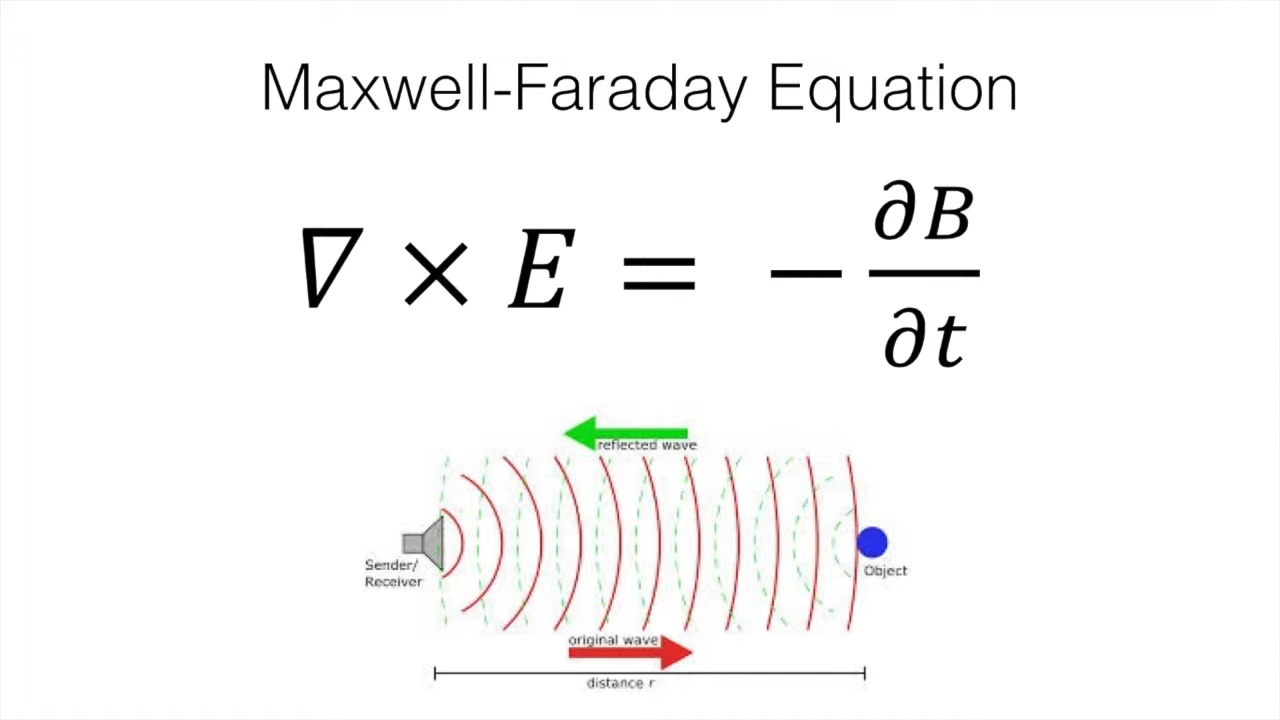 Maxwell-Faraday Equation
∇ × E = − ∂B/∂t
reflected wave
Sender/
Receiver
Object
original wave
distance r